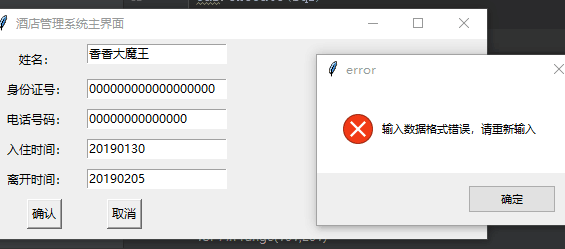 酒店管理系统主界面
姓名: 香香大魔王
身份证号: 000000000000000000
电话号码: 00000000000000
入住时间: 20190130
离开时间: 20190205
确认 取消
error
输入数据格式错误，请重新输入
确定